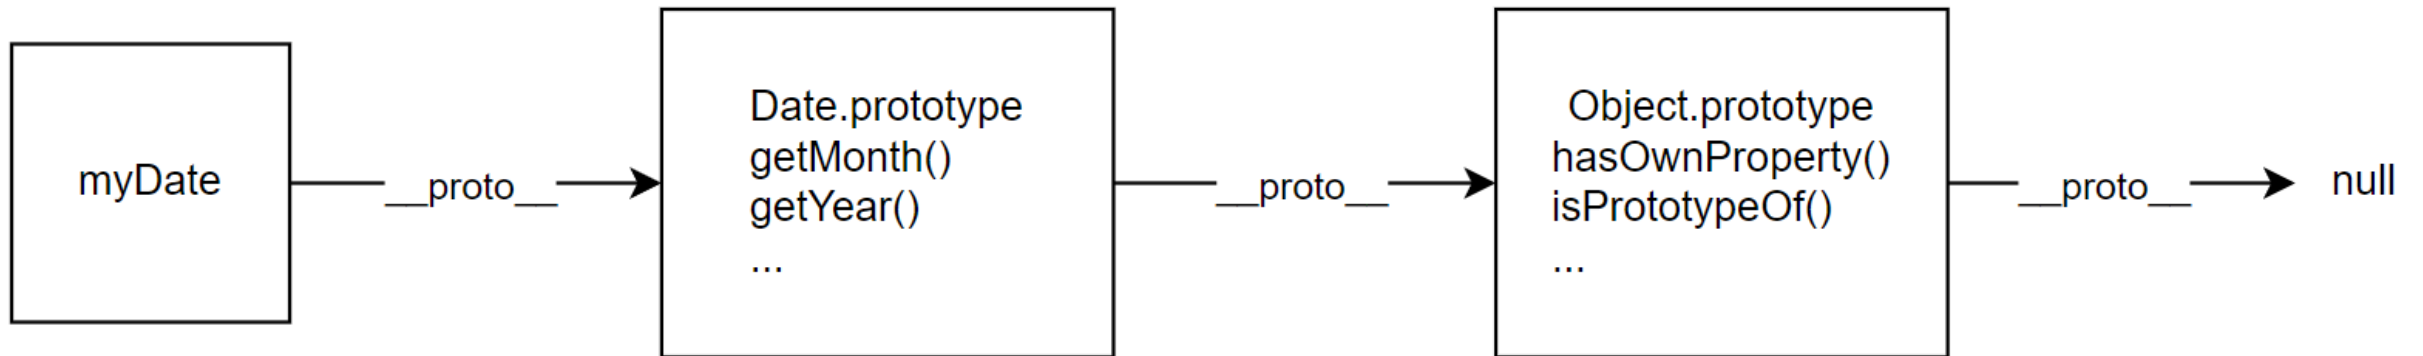 myDate
__proto__
Date.prototype
getMonth()
getYear()
...
__proto__
Object.prototype
hasOwnProperty()
isPrototypeOf()
...
__proto__
null